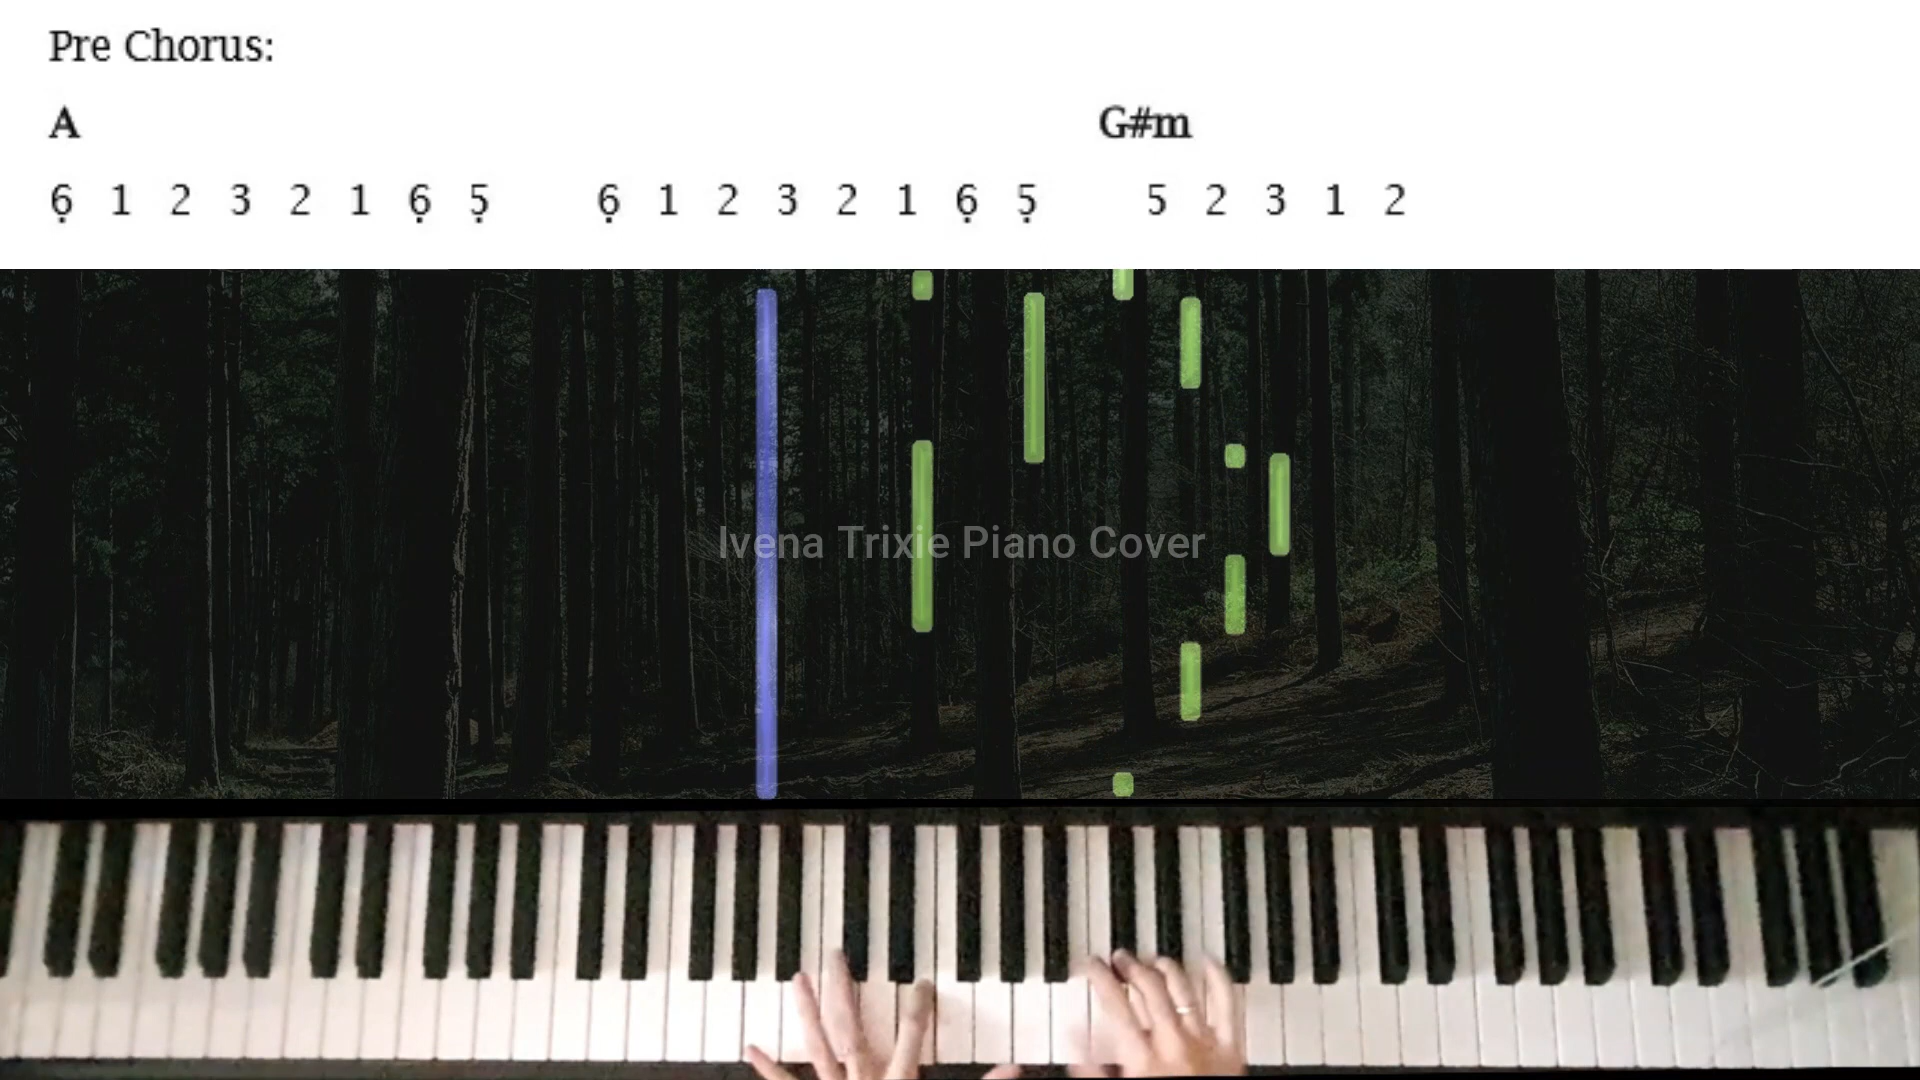 Pre Chorus:
A G#m
6̣ 1 2 3 2 1 6̣ 5̣ 6̣ 1 2 3 2 1 6̣ 5̣ 5 2 3 1 2
Ivena Trixie Piano Cover